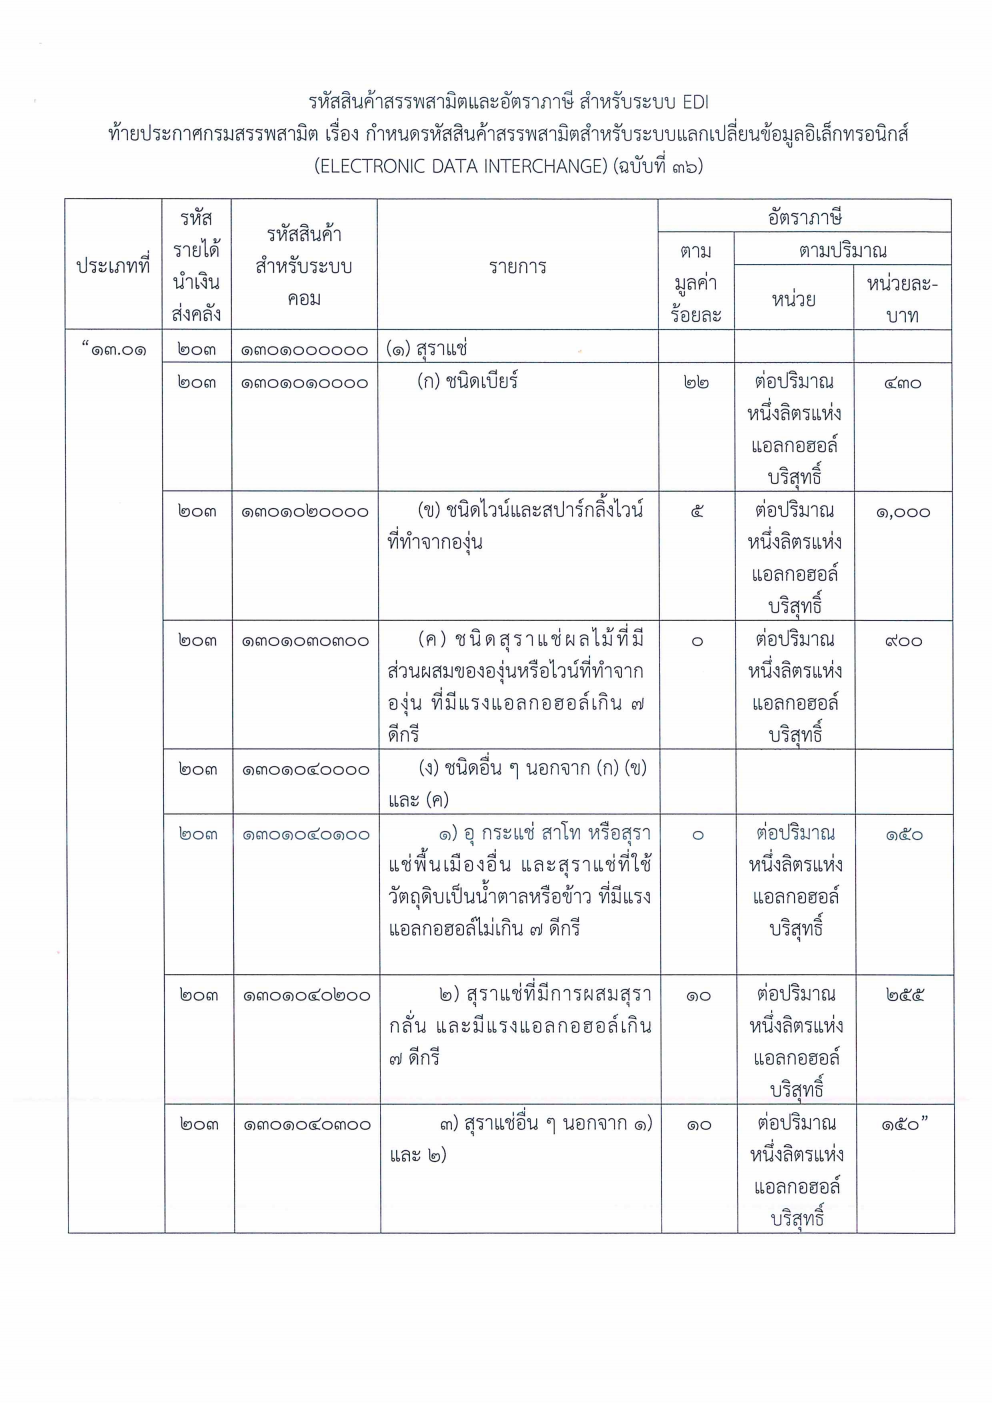 รหัสสินค้าสรรพสามิตและอัตราภาษี สำหรับระบบ EDI
ท้ายประกาศกรมสรรพสามิต เรื่อง กำหนดรหัสสินค้าสรรพสามิตสำหรับระบบแลกเปลี่ยนข้อมูลอิเล็กทรอนิกส์
(ELECTRONIC DATA INTERCHANGE) (ฉบับที่ ๓๖)
ประเภทที่
รหัส
รายได้
นำเงิน
ส่งคลัง
รหัสสินค้า
สำหรับระบบ
คอม
รายการ
อัตราภาษี
ตาม
มูลค่า
ร้อยละ
ตามปริมาณ
หน่วย
หน่วยละ-
บาท
“๑๓.๐๑ ๒๐๓ ๑๓๐๑๐๐๐๐๐๐ (๑) สุราแช่
๒๐๓ ๑๓๐๑๐๑๐๐๐๐ (ก) ชนิดเบียร์ ๒๒ ต่อปริมาณ ๔๓๐
หนึ่งลิตรแห่ง
แอลกอฮอล์
บริสุทธิ์
๒๐๓ ๑๓๐๑๐๒๐๐๐๐ (ข) ชนิดไวน์และสปาร์กลิ้งไวน์ ๕ ต่อปริมาณ ๑,๐๐๐
ที่ทำจากองุ่น หนึ่งลิตรแห่ง
แอลกอฮอล์
บริสุทธิ์
๒๐๓ ๑๓๐๑๐๓๐๓๐๐ (ค) ชนิดสุราแช่ผลไม้ที่มี ๐ ต่อปริมาณ ๙๐๐
ส่วนผสมขององุ่นหรือไวน์ที่ทำจาก หนึ่งลิตรแห่ง
องุ่น ที่มีแรงแอลกอฮอล์เกิน ๗ แอลกอฮอล์
ดีกรี บริสุทธิ์
๒๐๓ ๑๓๐๑๐๔๐๐๐๐ (ง) ชนิดอื่น ๆ นอกจาก (ก) (ข)
และ (ค)
๒๐๓ ๑๓๐๑๐๔๐๑๐๐ ๑) อุ กระแช่ สาโท หรือสุรา ๐ ต่อปริมาณ ๑๕๐
แช่พื้นเมืองอื่น และสุราแช่ที่ใช้ หนึ่งลิตรแห่ง
วัตถุดิบเป็นน้ำตาลหรือข้าว ที่มีแรง แอลกอฮอล์
แอลกอฮอล์ไม่เกิน ๗ ดีกรี บริสุทธิ์
๒๐๓ ๑๓๐๑๐๔๐๒๐๐ ๒) สุราแช่ที่มีการผสมสุรา ๑๐ ต่อปริมาณ ๒๕๕
กลั่น และมีแรงแอลกอฮอล์เกิน หนึ่งลิตรแห่ง
๗ ดีกรี แอลกอฮอล์
บริสุทธิ์
๒๐๓ ๑๓๐๑๐๔๐๓๐๐ ๓) สุราแช่อื่น ๆ นอกจาก ๑) ๑๐ ต่อปริมาณ ๑๕๐”
และ ๒) หนึ่งลิตรแห่ง
แอลกอฮอล์
บริสุทธิ์